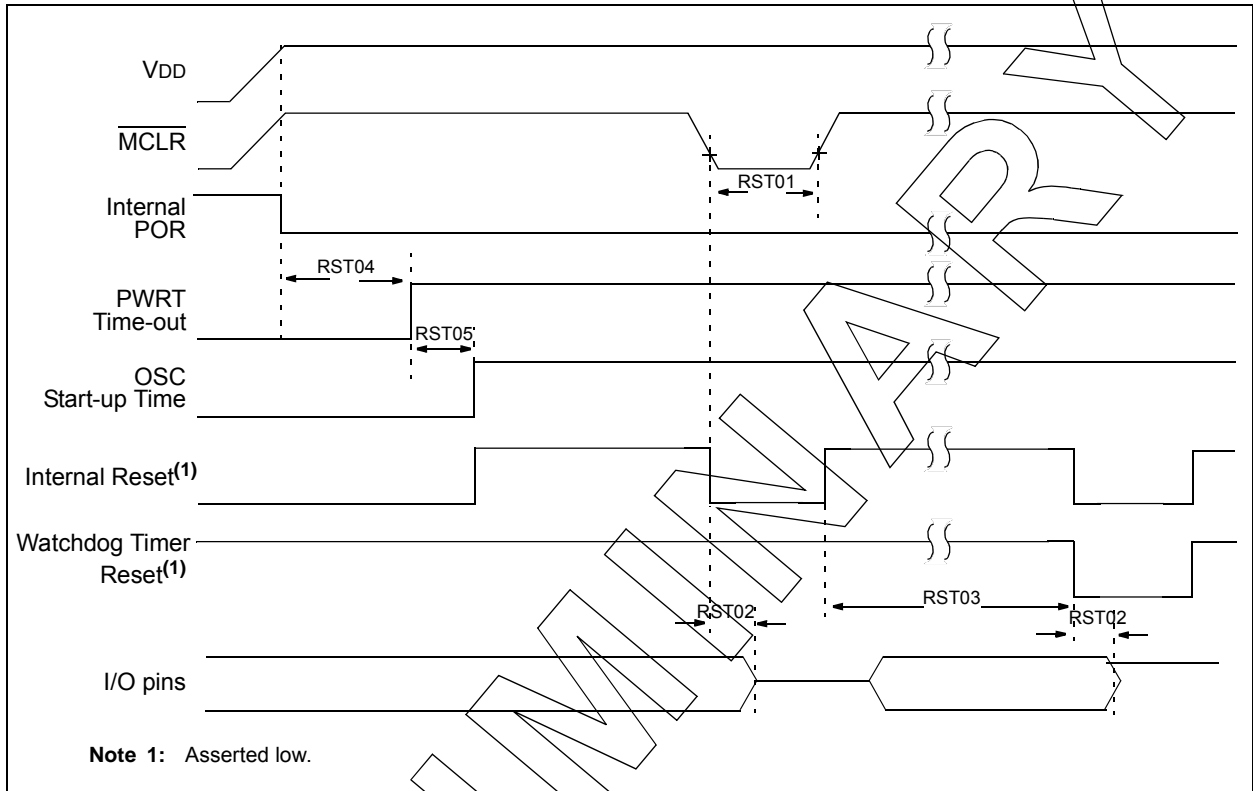 VDD
MCLR
RST01
Internal
POR
RST04
PWRT
Time-out
RST05
OSC
Start-up Time
Internal Reset(1)
Watchdog Timer
Reset(1)
RST03
RST02
RST02
I/O pins
Note 1: Asserted low.
IMINARY